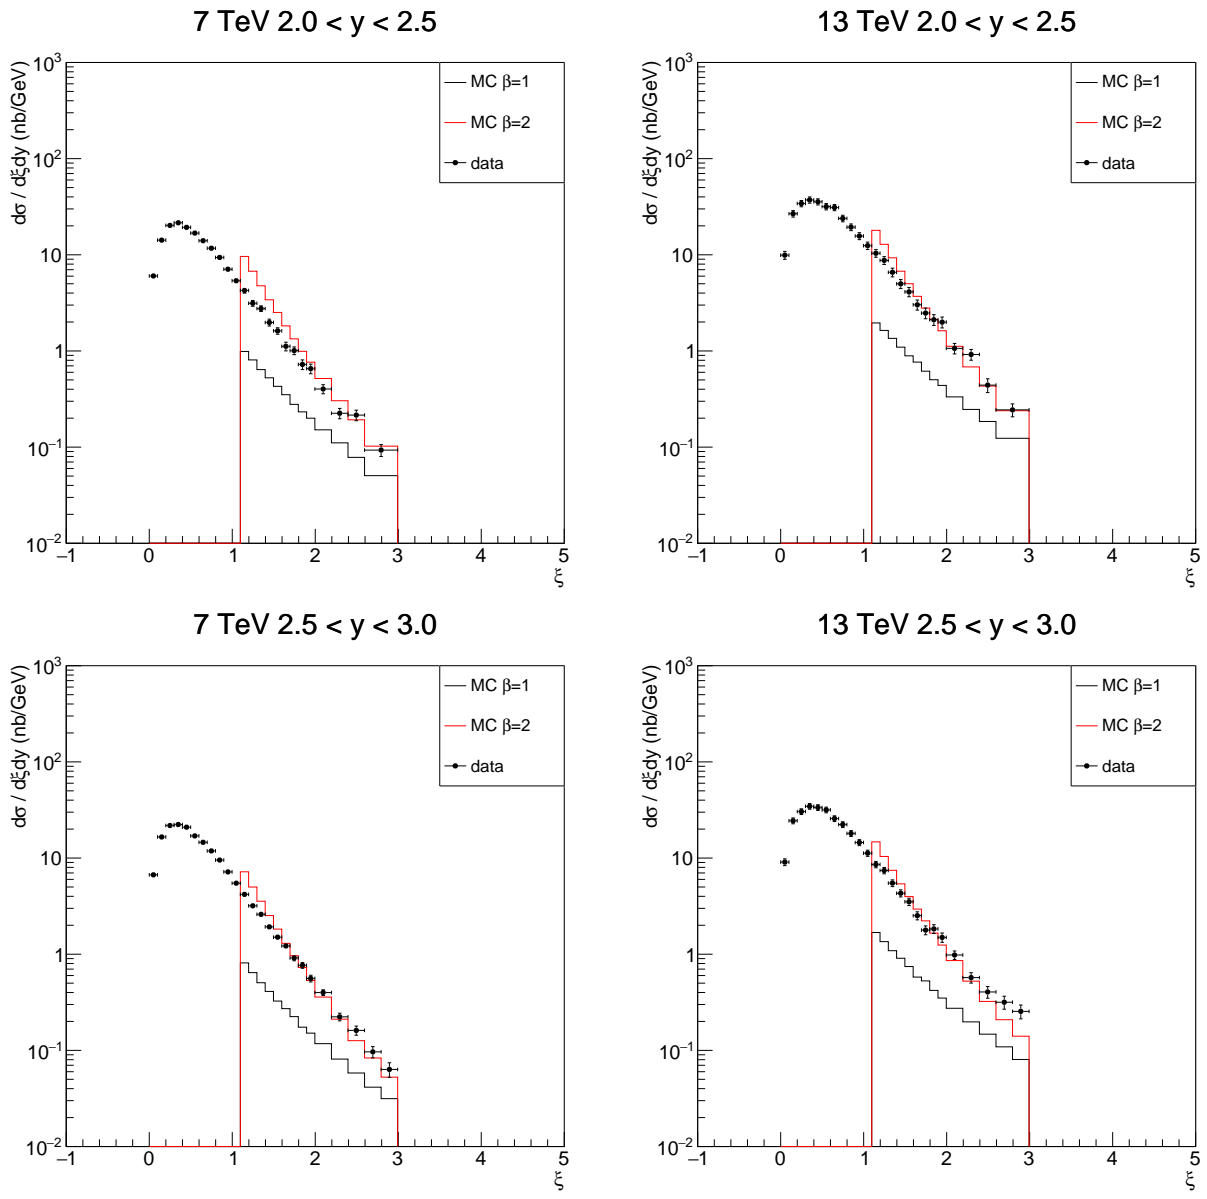 7 TeV 2.0 < y < 2.5
dσ / dξdy (nb/GeV)
10³
10²
10
1
10⁻¹
10⁻²
MC β=1
MC β=2
data
−1 0 1 2 3 4 5
ξ
13 TeV 2.0 < y < 2.5
dσ / dξdy (nb/GeV)
10³
10²
10
1
10⁻¹
10⁻²
MC β=1
MC β=2
data
−1 0 1 2 3 4 5
ξ
7 TeV 2.5 < y < 3.0
dσ / dξdy (nb/GeV)
10³
10²
10
1
10⁻¹
10⁻²
MC β=1
MC β=2
data
−1 0 1 2 3 4 5
ξ
13 TeV 2.5 < y < 3.0
dσ / dξdy (nb/GeV)
10³
10²
10
1
10⁻¹
10⁻²
MC β=1
MC β=2
data
−1 0 1 2 3 4 5
ξ